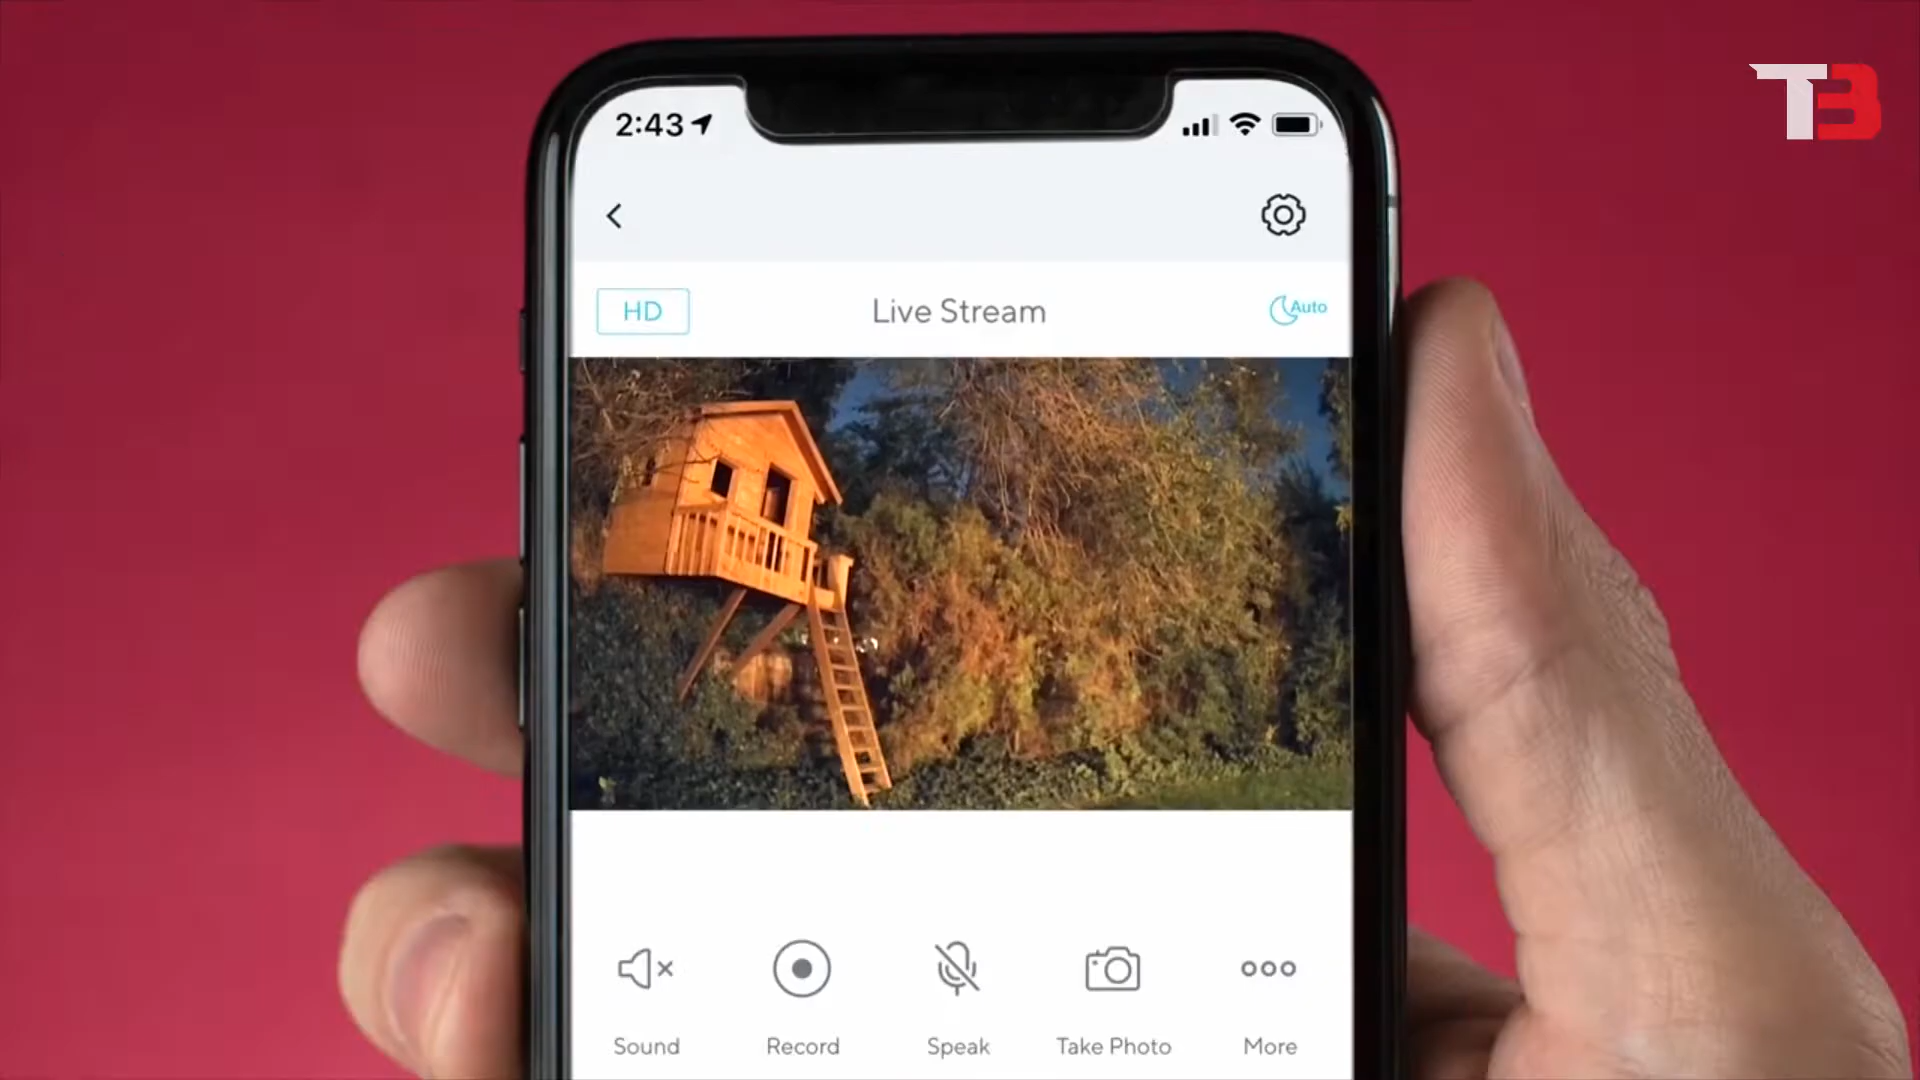 TB
2:43
HD
Live Stream
Auto
Sound
Record
Speak
Take Photo
More